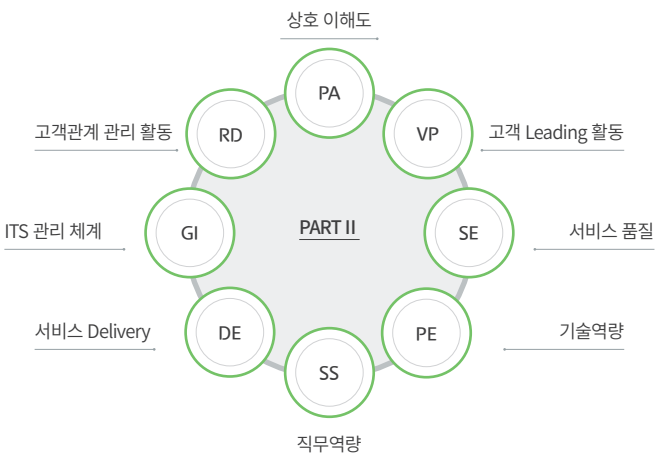 상호 이해도
PA
RD
VP
고객관계 관리 활동
고객 Leading 활동
ITS 관리 체계
GI
PART II
SE
서비스 품질
서비스 Delivery
DE
PE
기술역량
SS
직무역량